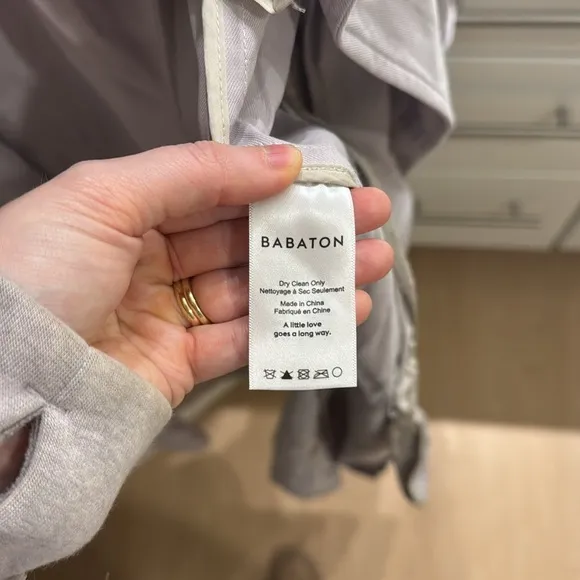 BABATON
Dry Clean Only
Nettoyage à Sec Seulement
Made in China
Fabriqué en Chine
A little love
goes a long way.